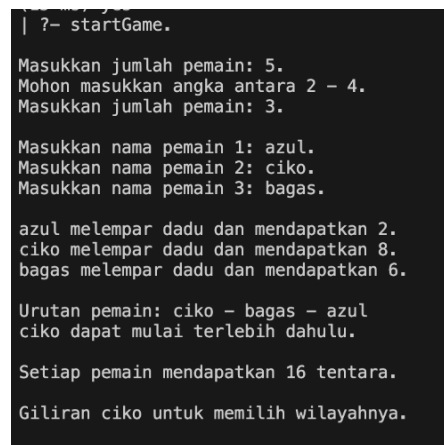 | ?- startGame.
Masukkan jumlah pemain: 5.
Mohon masukkan angka antara 2 – 4.
Masukkan jumlah pemain: 3.
Masukkan nama pemain 1: azul.
Masukkan nama pemain 2: ciko.
Masukkan nama pemain 3: bagas.
azul melempar dadu dan mendapatkan 2.
ciko melempar dadu dan mendapatkan 8.
bagas melempar dadu dan mendapatkan 6.
Urutan pemain: ciko – bagas – azul
ciko dapat mulai terlebih dahulu.
Setiap pemain mendapatkan 16 tentara.
Giliran ciko untuk memilih wilayahnya.